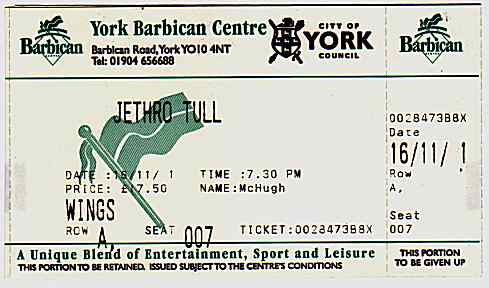 Barbican
CENTRE
York Barbican Centre
Barbican Road, York YO10 4NT
Tel: 01904 656688
CITY OF
YORK
COUNCIL
Barbican
CENTRE
JETHRO TULL
DATE :16/11/ 1 TIME :7.30 PM
PRICE: £17.50 NAME:McHugh
WINGS
ROW A, SEAT 007 TICKET:0028473B8X
A Unique Blend of Entertainment, Sport and Leisure
THIS PORTION TO BE RETAINED. ISSUED SUBJECT TO THE CENTRE'S CONDITIONS
0028473B8X
Date
16/11/ 1
Row
A,
Seat
007
THIS PORTION
TO BE GIVEN UP